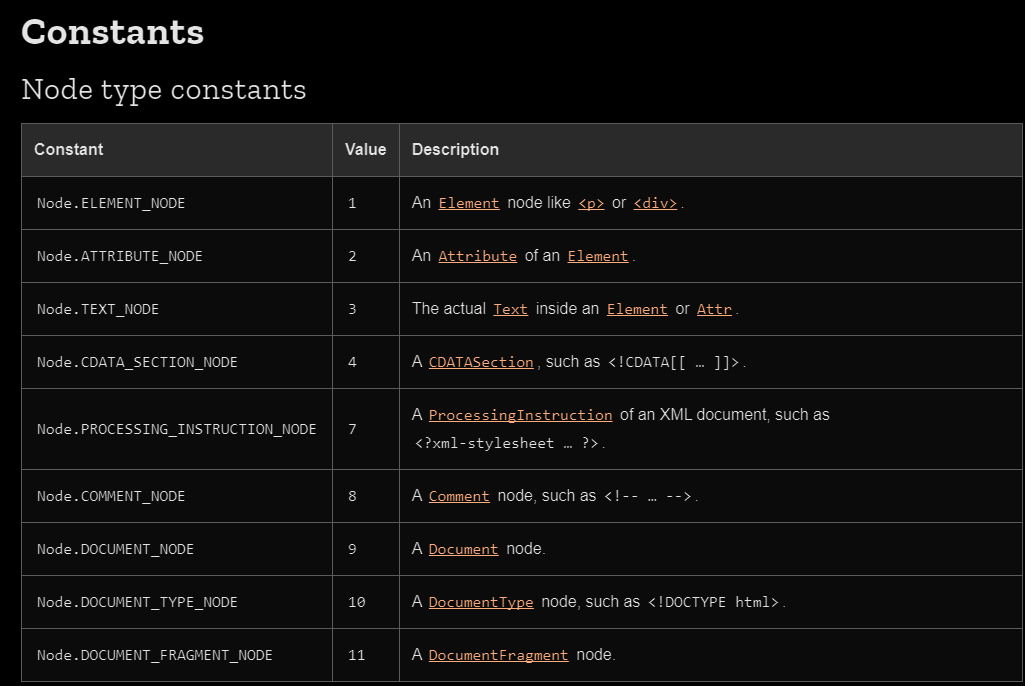 Constants
Node type constants
Constant Value Description
Node.ELEMENT_NODE 1 An Element node like <p> or <div>.
Node.ATTRIBUTE_NODE 2 An Attribute of an Element.
Node.TEXT_NODE 3 The actual Text inside an Element or Attr.
Node.CDATA_SECTION_NODE 4 A CDATASection, such as <!CDATA[[ … ]]>.
Node.PROCESSING_INSTRUCTION_NODE 7 A ProcessingInstruction of an XML document, such as
<?xml-stylesheet … ?>.
Node.COMMENT_NODE 8 A Comment node, such as <!-- … -->.
Node.DOCUMENT_NODE 9 A Document node.
Node.DOCUMENT_TYPE_NODE 10 A DocumentType node, such as <!DOCTYPE html>.
Node.DOCUMENT_FRAGMENT_NODE 11 A DocumentFragment node.